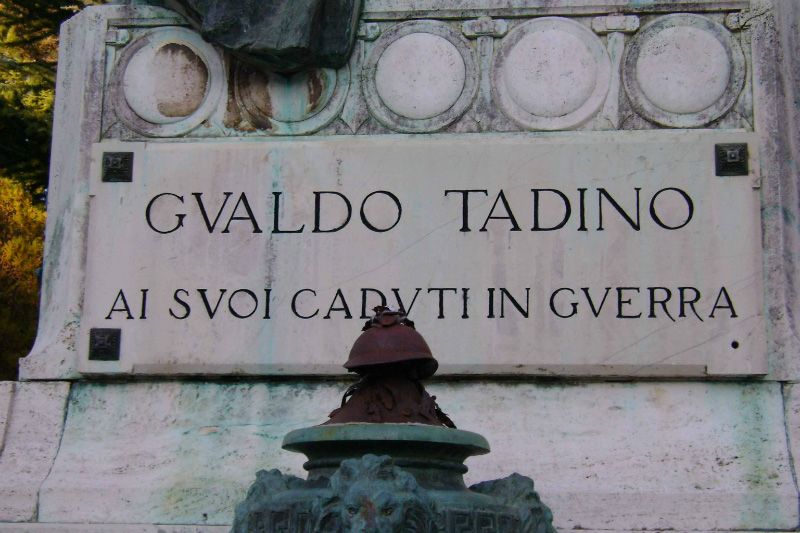 GVALDO TADINO
AI SVOI CADVTI IN GVERRA